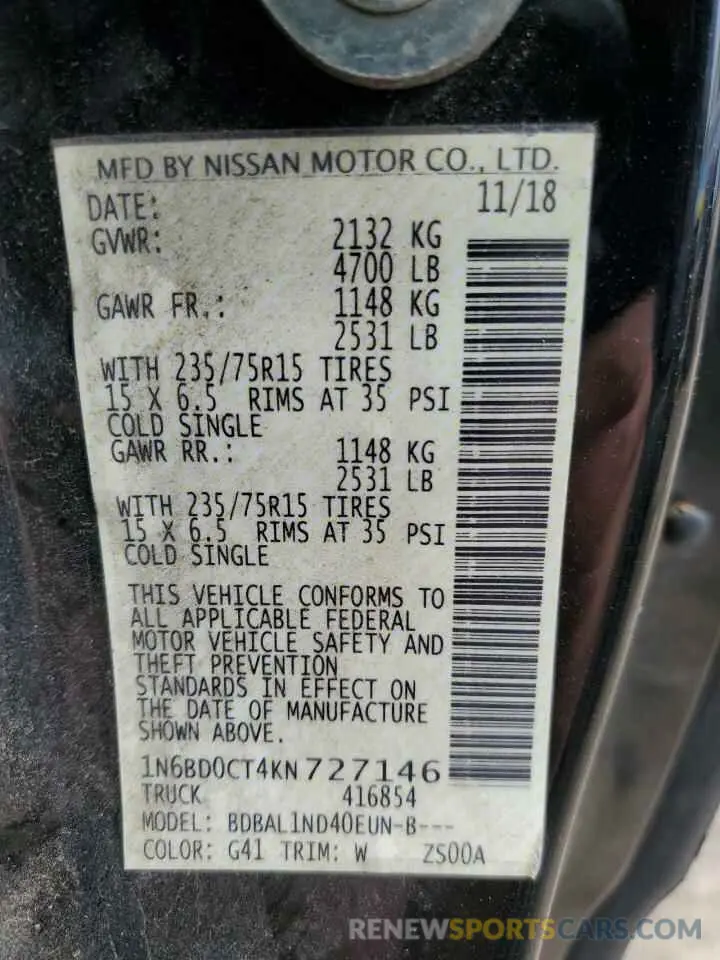 MFD BY NISSAN MOTOR CO., LTD.
DATE: 11/18
GVWR: 2132 KG
4700 LB
GAWR FR.: 1148 KG
2531 LB
WITH 235/75R15 TIRES
15 X 6.5 RIMS AT 35 PSI
COLD SINGLE
GAWR RR.: 1148 KG
2531 LB
WITH 235/75R15 TIRES
15 X 6.5 RIMS AT 35 PSI
COLD SINGLE
THIS VEHICLE CONFORMS TO
ALL APPLICABLE FEDERAL
MOTOR VEHICLE SAFETY AND
THEFT PREVENTION
STANDARDS IN EFFECT ON
THE DATE OF MANUFACTURE
SHOWN ABOVE.
1N6BD0CT4KN727146
TRUCK 416854
MODEL: BDBAL1ND40EUN-B---
COLOR: G41 TRIM: W ZS00A
RENEWSPORTSCARS.COM